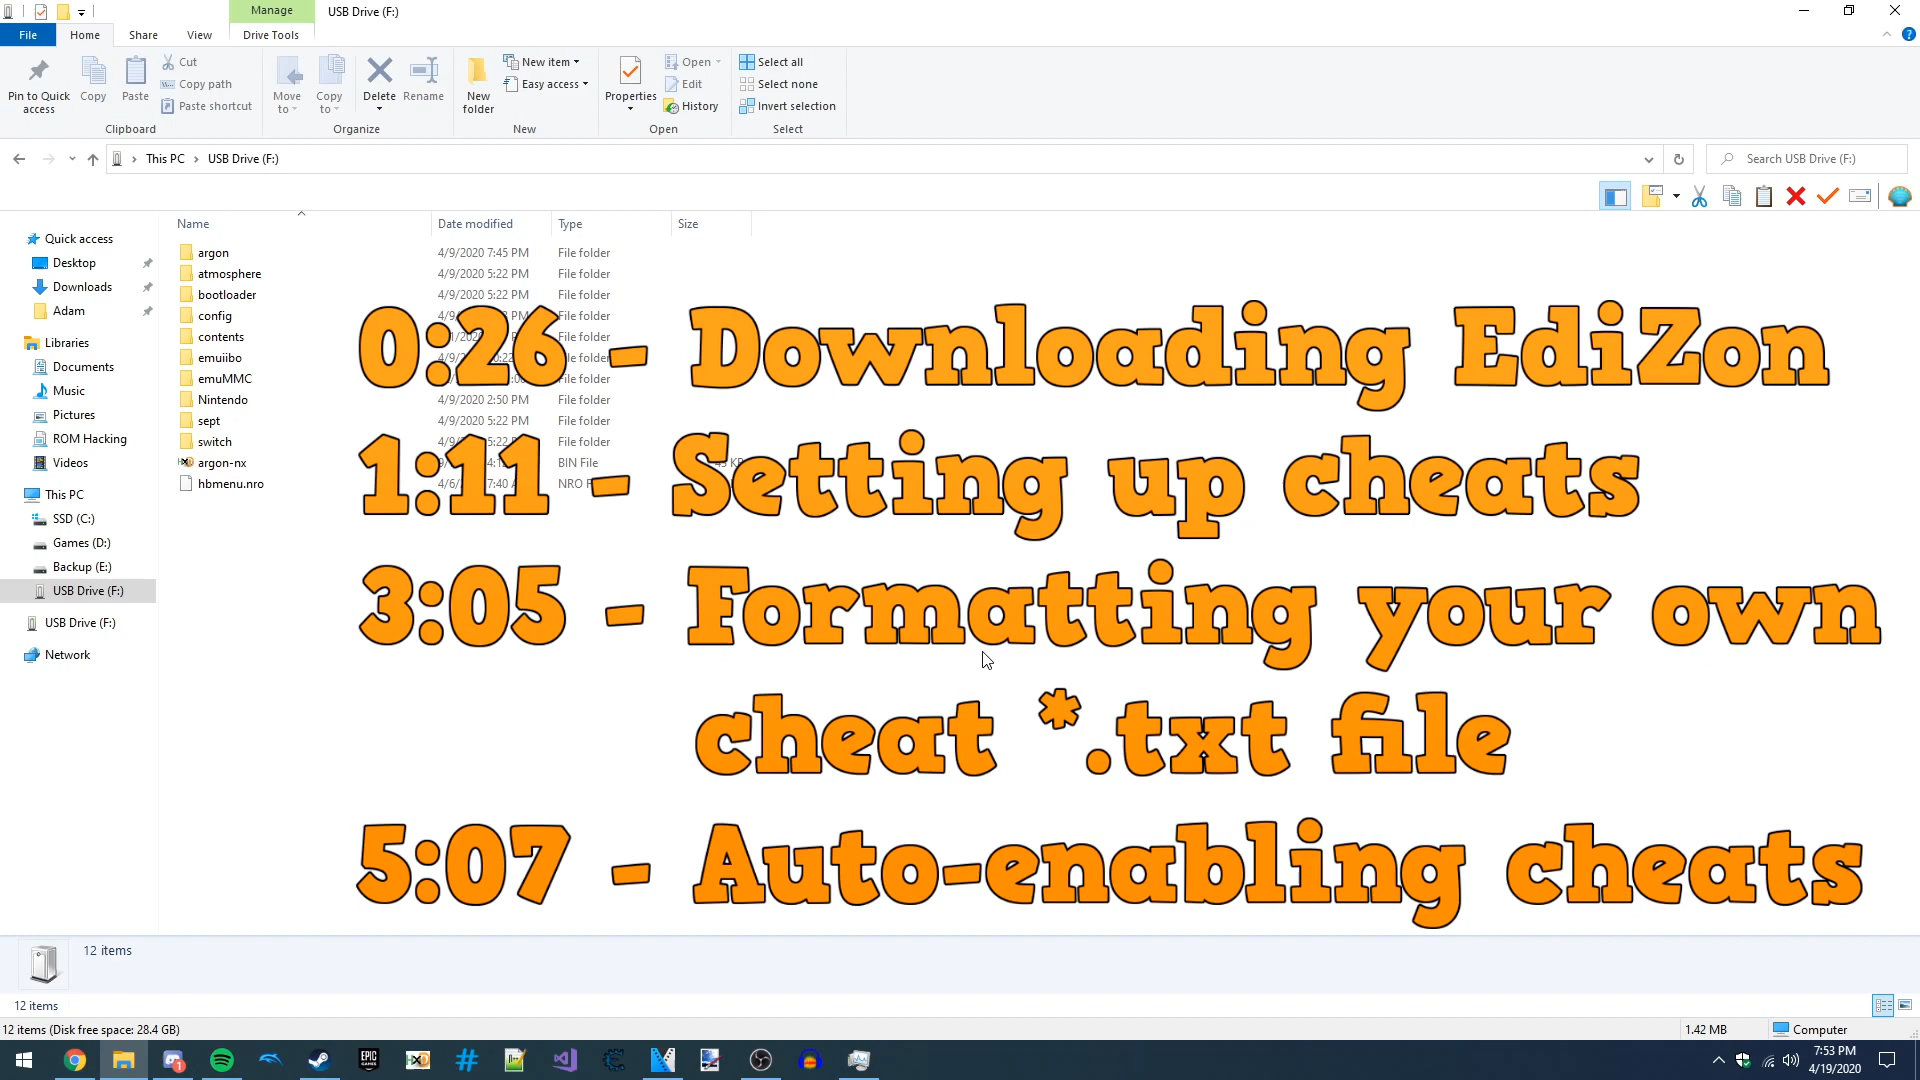 Manage
USB Drive (F:)
File
Home
Share
View
Drive Tools
Pin to Quick access
Copy
Paste
Cut
Copy path
Paste shortcut
Clipboard
Move to
Copy to
Delete
Rename
Organize
New folder
New item
Easy access
New
Properties
Open
Edit
History
Open
Select all
Select none
Invert selection
Select
This PC
USB Drive (F:)
Search USB Drive (F:)
Name
Date modified
Type
Size
Quick access
Desktop
Downloads
Adam
Libraries
Documents
Music
Pictures
ROM Hacking
Videos
This PC
SSD (C:)
Games (D:)
Backup (E:)
USB Drive (F:)
USB Drive (F:)
Network
argon 4/9/2020 7:45 PM File folder
atmosphere 4/9/2020 5:22 PM File folder
bootloader 4/9/2020 5:22 PM File folder
config File folder
contents File folder
emuiibo
emuMMC File folder
Nintendo 4/9/2020 2:50 PM File folder
sept 4/9/2020 5:22 PM File folder
switch File folder
argon-nx BIN File
hbmenu.nro NRO
0:26 - Downloading EdiZon
1:11 - Setting up cheats
3:05 - Formatting your own
cheat *.txt file
5:07 - Auto-enabling cheats
12 items
12 items
12 items (Disk free space: 28.4 GB)
1.42 MB
Computer
EPIC GAMES
7:53 PM
4/19/2020